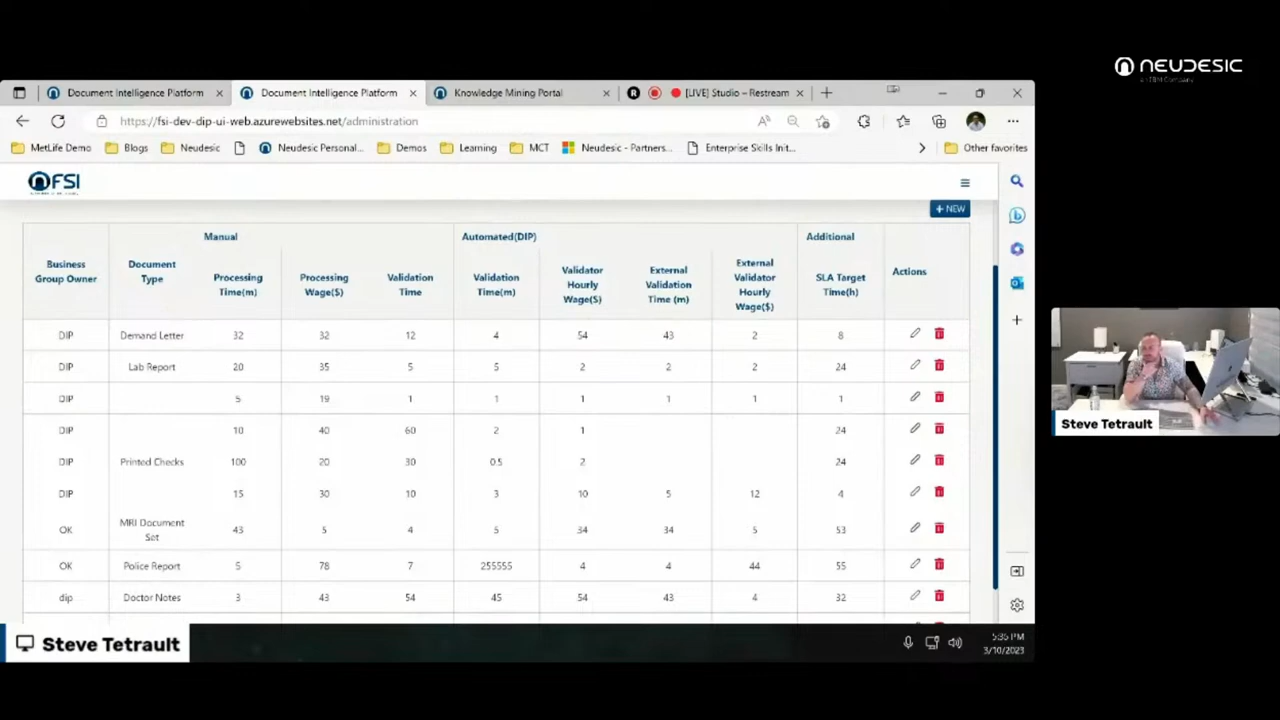 NEUDESIC
an IBM Company
Document Intelligence Platform
Document Intelligence Platform
Knowledge Mining Portal
[LIVE] Studio – Restream
https://fsi-dev-dip-ui-web.azurewebsites.net/administration
MetLife Demo
Blogs
Neudesic
Neudesic Personal...
Demos
Learning
MCT
Neudesic - Partners...
Enterprise Skills Init...
Other favorites
FSI
+ NEW
Manual Automated(DIP) Additional
Business Group Owner Document Type Processing Time(m) Processing Wage($) Validation Time Validation Time(m) Validator Hourly Wage($) External Validation Time (m) External Validator Hourly Wage($) SLA Target Time(h) Actions
DIP Demand Letter 32 32 12 4 54 43 2 8
DIP Lab Report 20 35 5 5 2 2 2 24
DIP 5 19 1 1 1 1 1 1
DIP 10 40 60 2 1 24
DIP Printed Checks 100 20 30 0.5 2 24
DIP 15 30 10 3 10 5 12 4
OK MRI Document Set 43 5 4 5 34 34 5 53
OK Police Report 5 78 7 255555 4 4 44 55
dip Doctor Notes 3 43 54 45 54 43 4 32
Steve Tetrault
5:35 PM
3/10/2023
Steve Tetrault